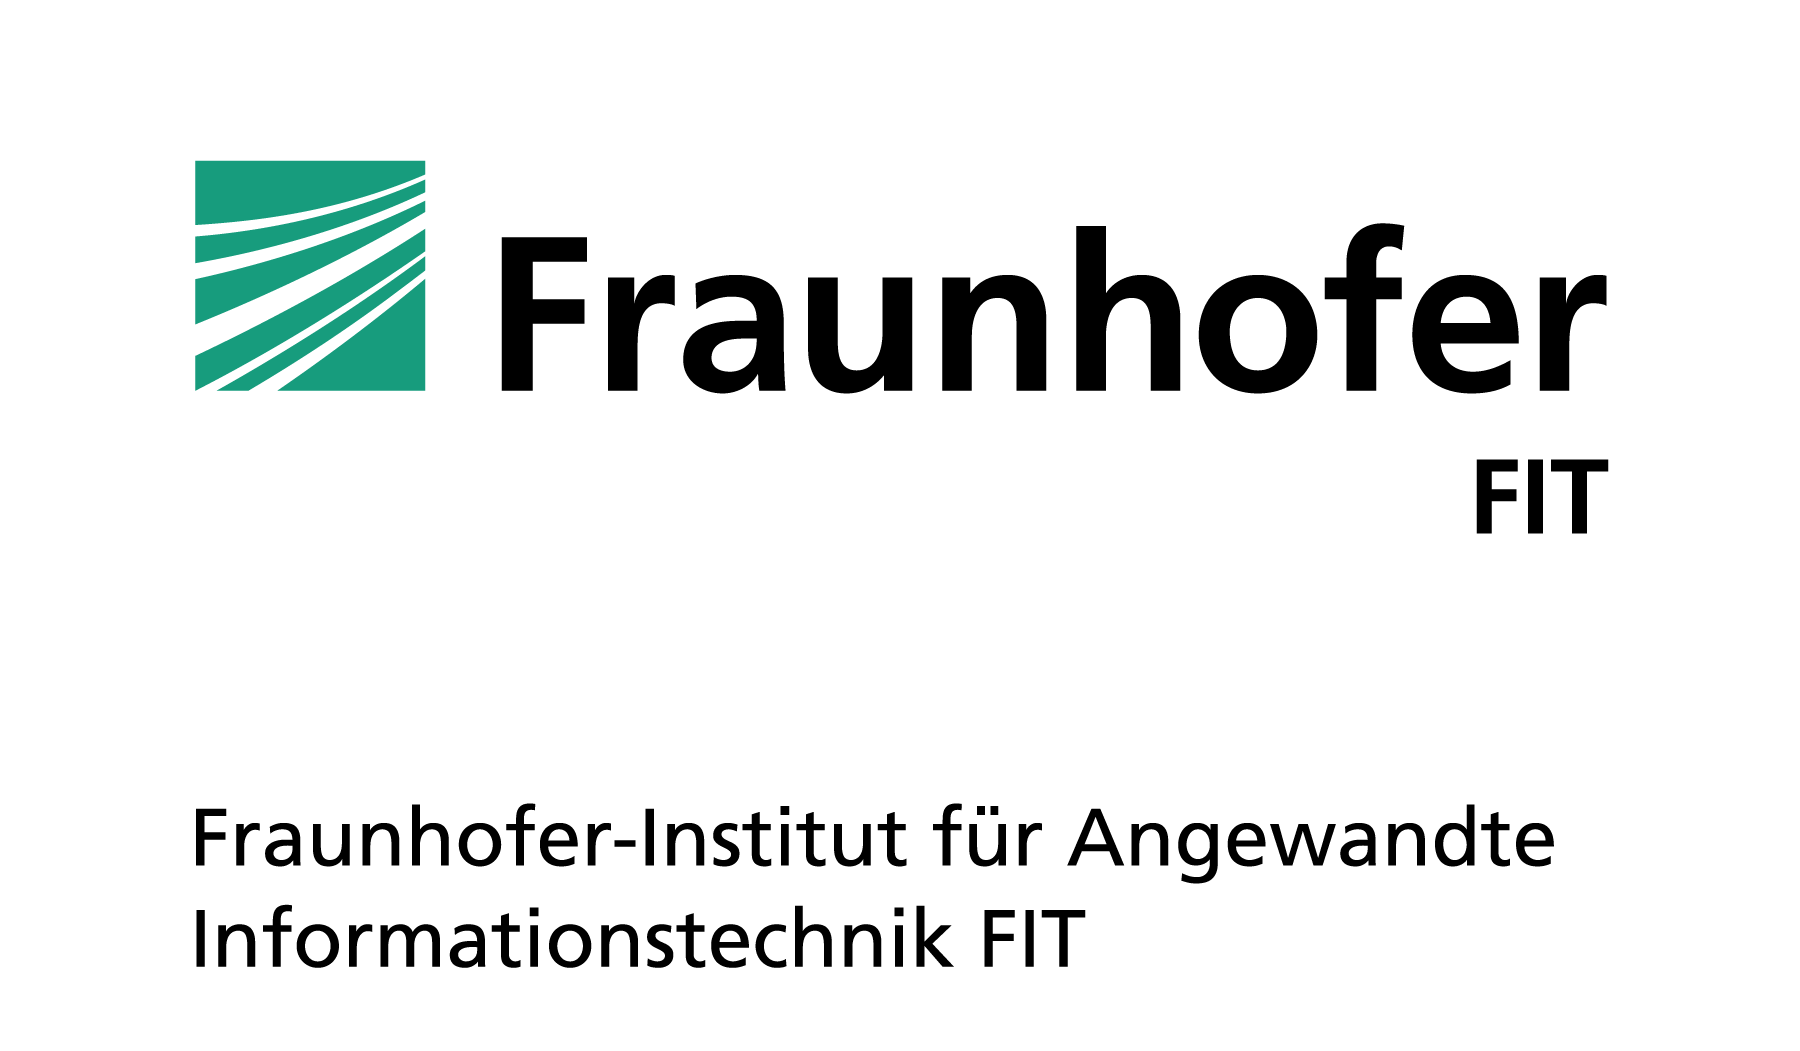 Fraunhofer
FIT
Fraunhofer-Institut für Angewandte
Informationstechnik FIT